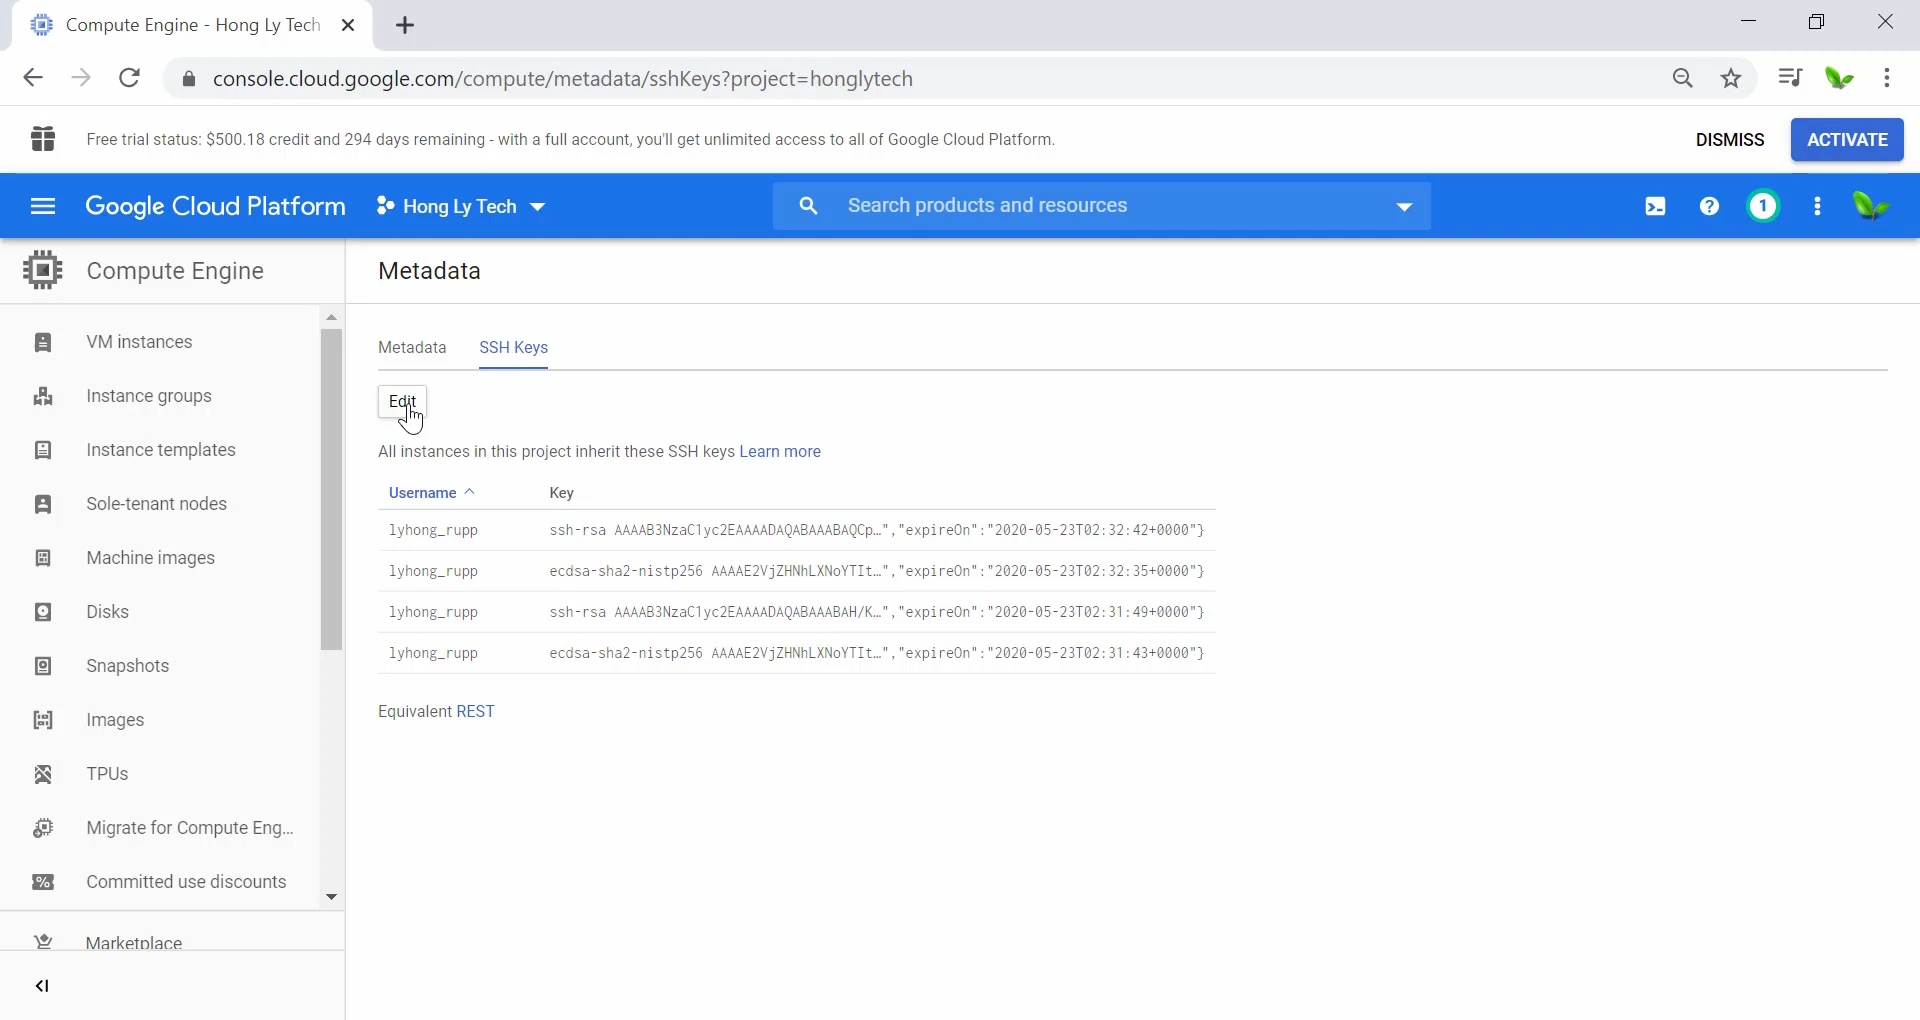 Compute Engine - Hong Ly Tech
console.cloud.google.com/compute/metadata/sshKeys?project=honglytech
Free trial status: $500.18 credit and 294 days remaining - with a full account, you'll get unlimited access to all of Google Cloud Platform.
DISMISS
ACTIVATE
Google Cloud Platform
Hong Ly Tech
Search products and resources
1
Compute Engine
Metadata
VM instances
Instance groups
Instance templates
Sole-tenant nodes
Machine images
Disks
Snapshots
Images
TPUs
Migrate for Compute Eng...
Committed use discounts
Marketplace
Metadata
SSH Keys
Edit
All instances in this project inherit these SSH keys Learn more
Username Key
lyhong_rupp ssh-rsa AAAAB3NzaC1yc2EAAAADAQABAAABAQCp…","expireOn":"2020-05-23T02:32:42+0000"}
lyhong_rupp ecdsa-sha2-nistp256 AAAAE2VjZHNhLXNoYTIt…","expireOn":"2020-05-23T02:32:35+0000"}
lyhong_rupp ssh-rsa AAAAB3NzaC1yc2EAAAADAQABAAABAH/K…","expireOn":"2020-05-23T02:31:49+0000"}
lyhong_rupp ecdsa-sha2-nistp256 AAAAE2VjZHNhLXNoYTIt…","expireOn":"2020-05-23T02:31:43+0000"}
Equivalent REST